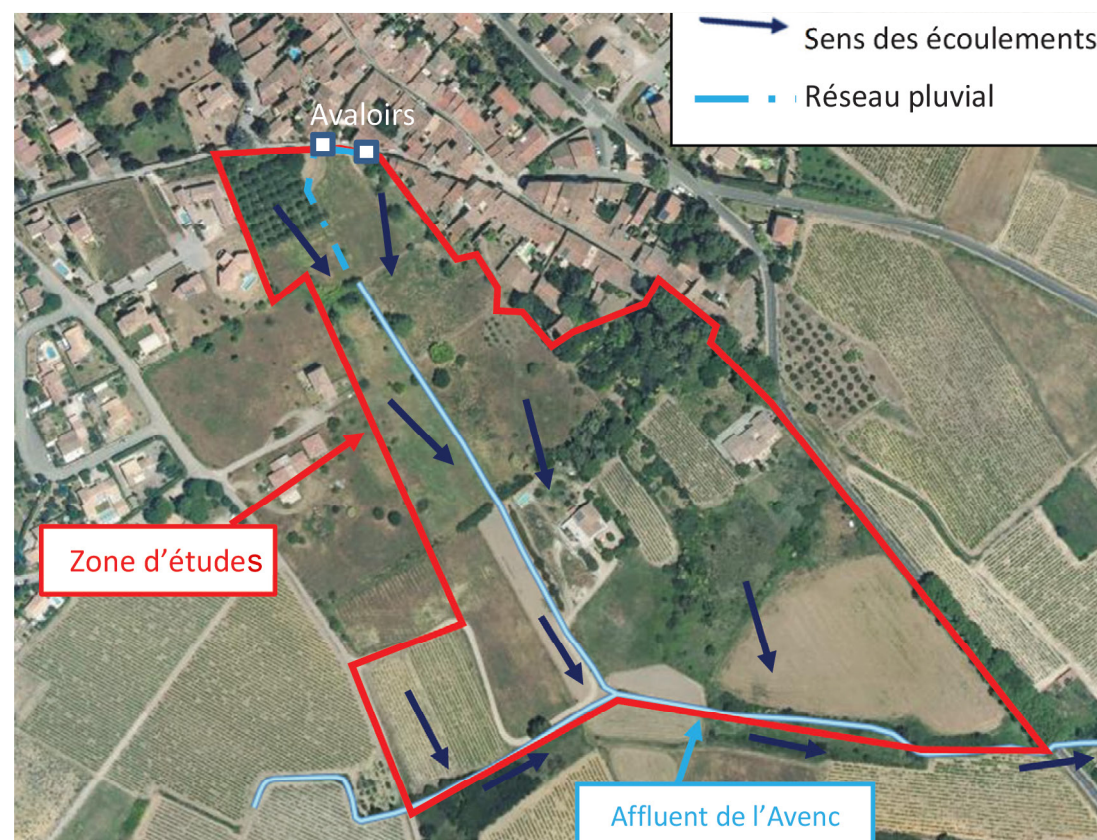 Sens des écoulements
Réseau pluvial
Avaloirs
Zone d'études
Affluent de l'Avenc